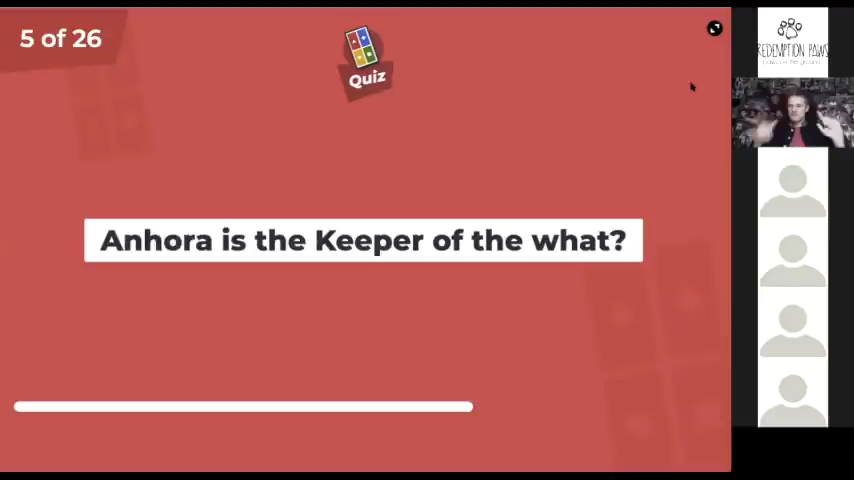 5 of 26
Quiz
Anhora is the Keeper of the what?
REDEMPTION PAWS